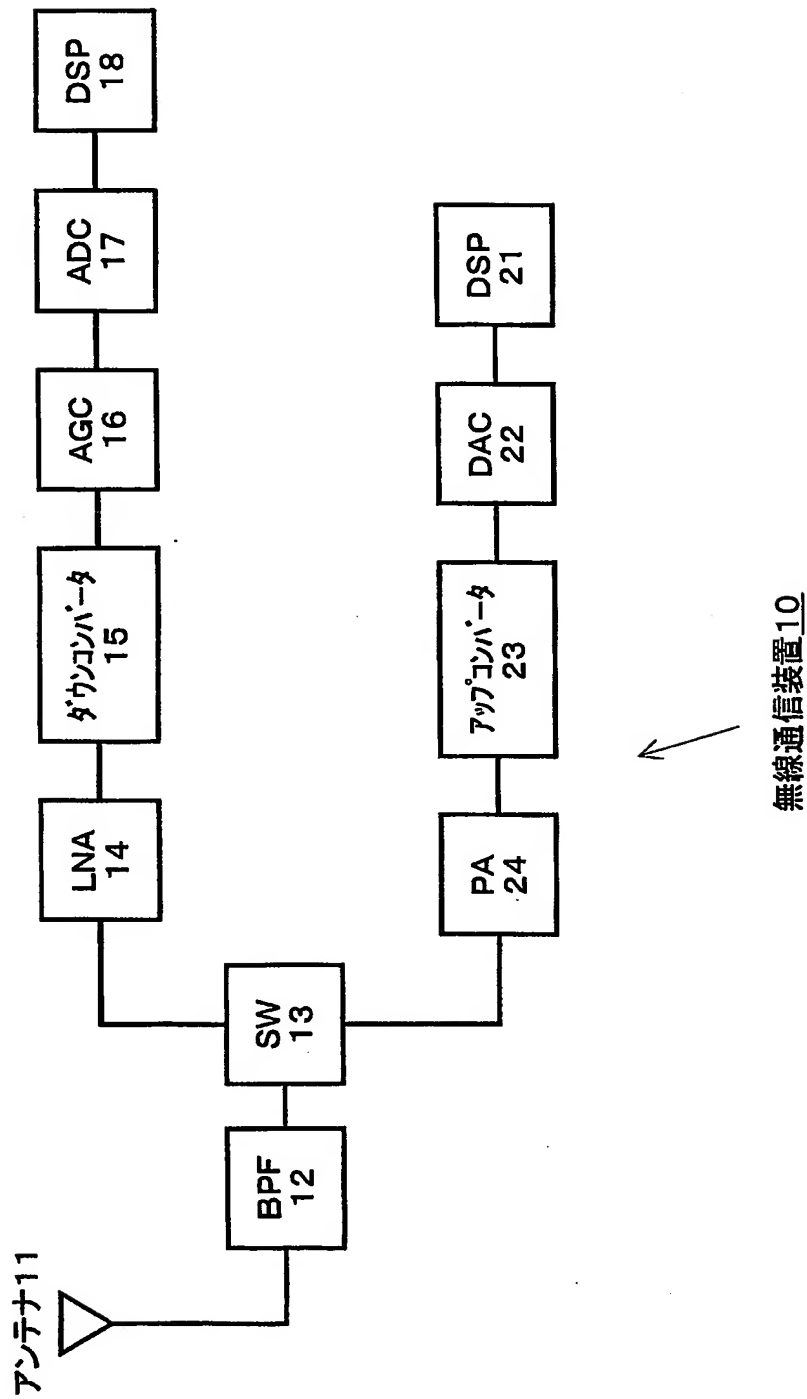 アンテナ11
BPF
12
SW
13
LNA
14
ダウンコンバータ
15
AGC
16
ADC
17
DSP
18
PA
24
アップコンバータ
23
DAC
22
DSP
21
無線通信装置10